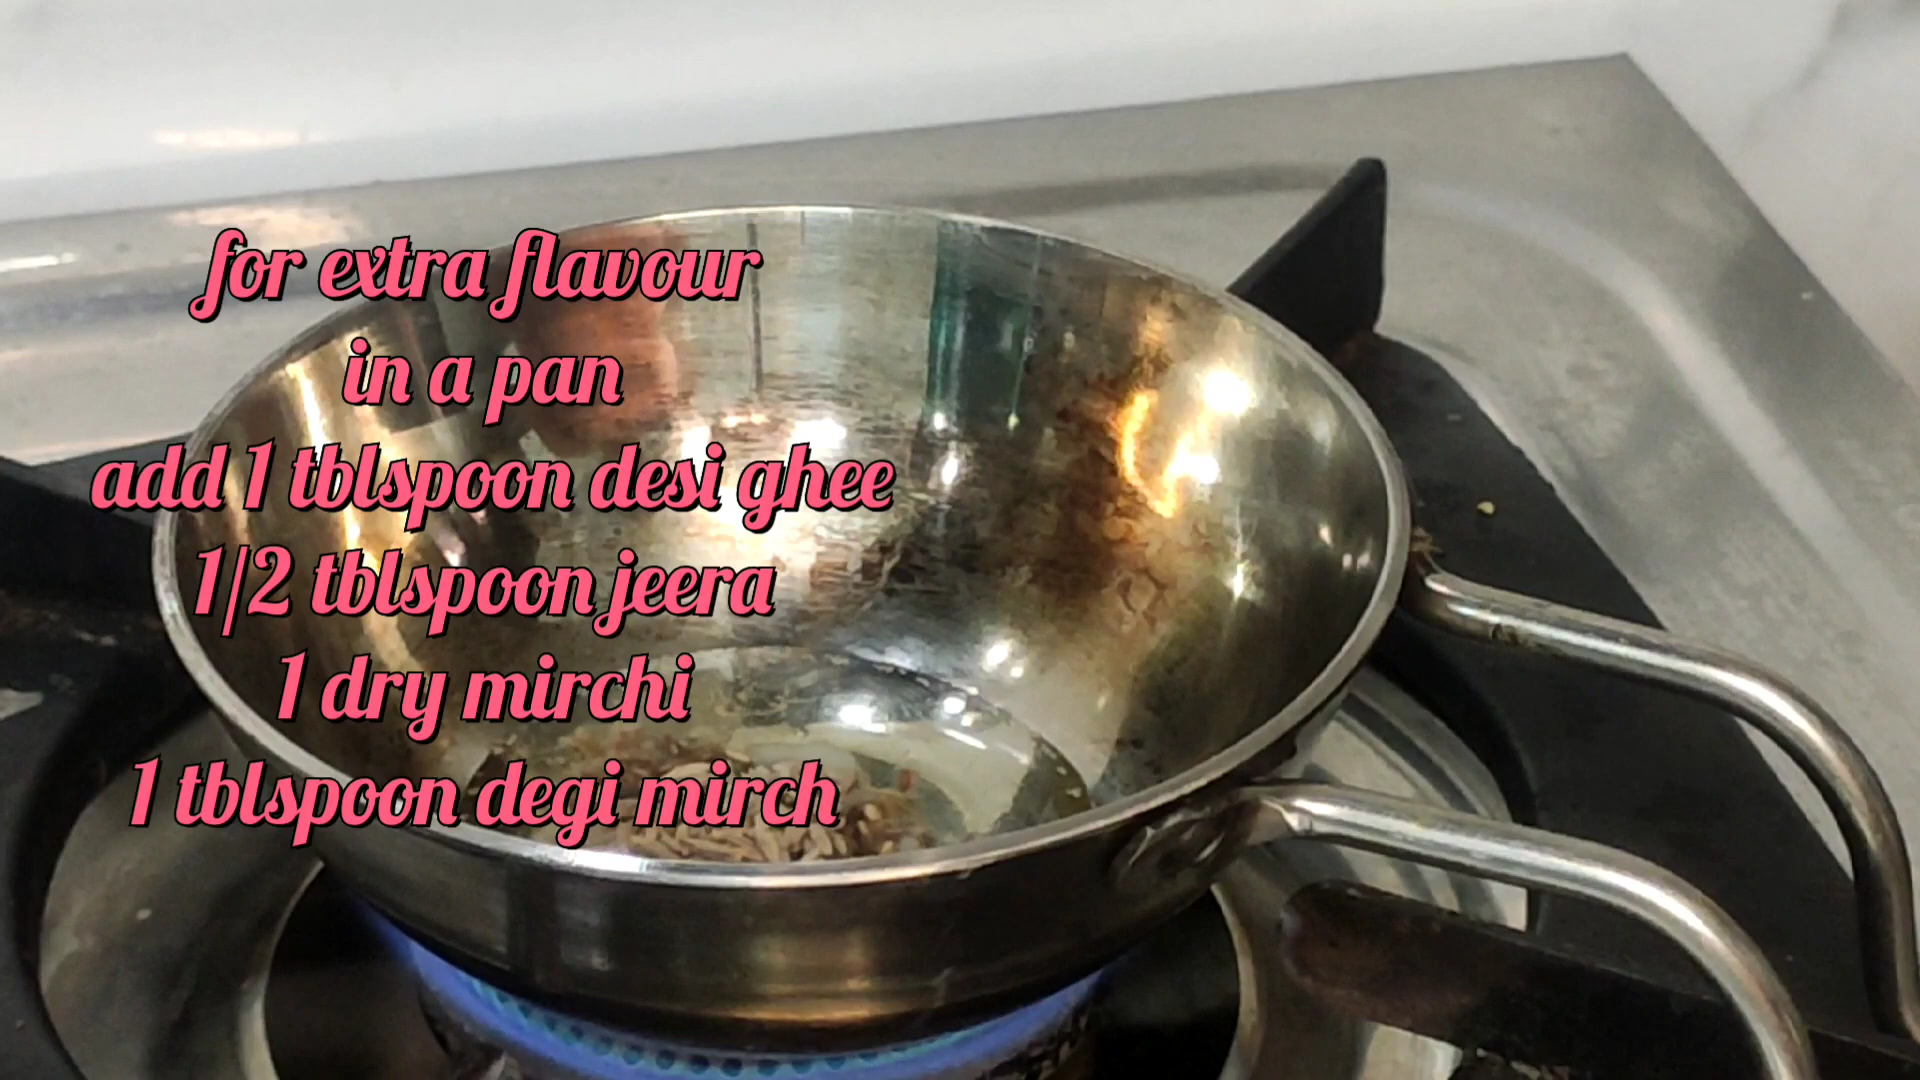 for extra flavour
in a pan
add 1 tblspoon desi ghee
1/2 tblspoon jeera
1 dry mirchi
1 tblspoon degi mirch